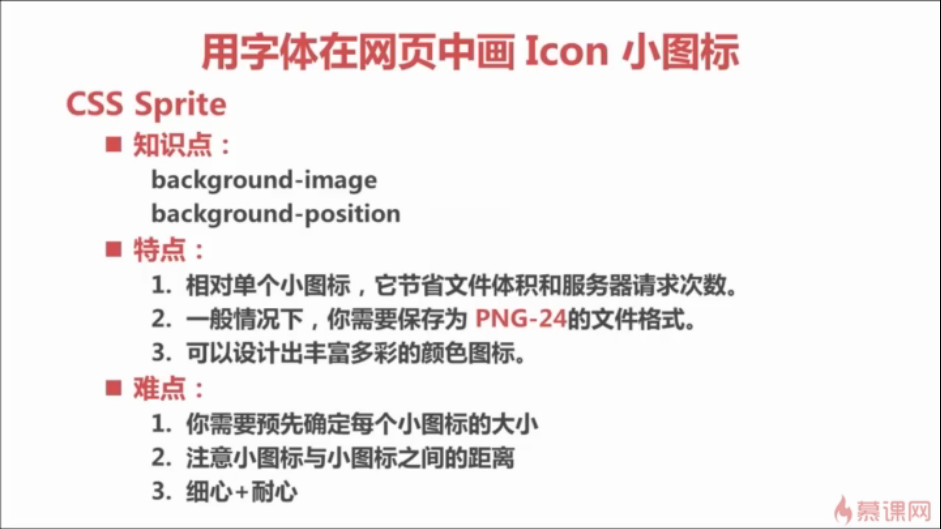 用字体在网页中画 Icon 小图标
CSS Sprite
知识点：
background-image
background-position
特点：
1. 相对单个小图标，它节省文件体积和服务器请求次数。
2. 一般情况下，你需要保存为 PNG-24的文件格式。
3. 可以设计出丰富多彩的颜色图标。
难点：
1. 你需要预先确定每个小图标的大小
2. 注意小图标与小图标之间的距离
3. 细心+耐心
慕课网